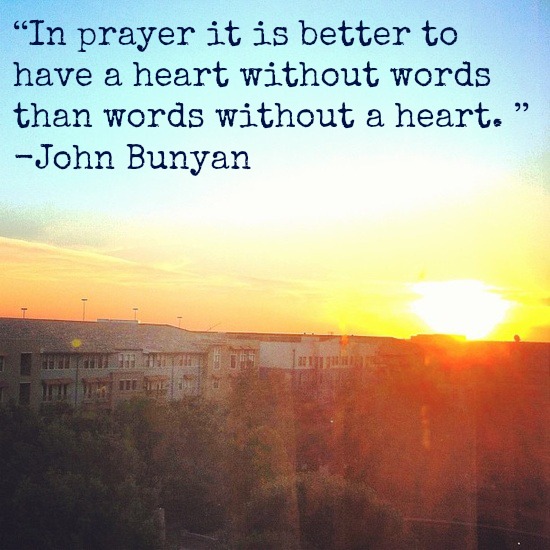 “In prayer it is better to
have a heart without words
than words without a heart. ”
-John Bunyan